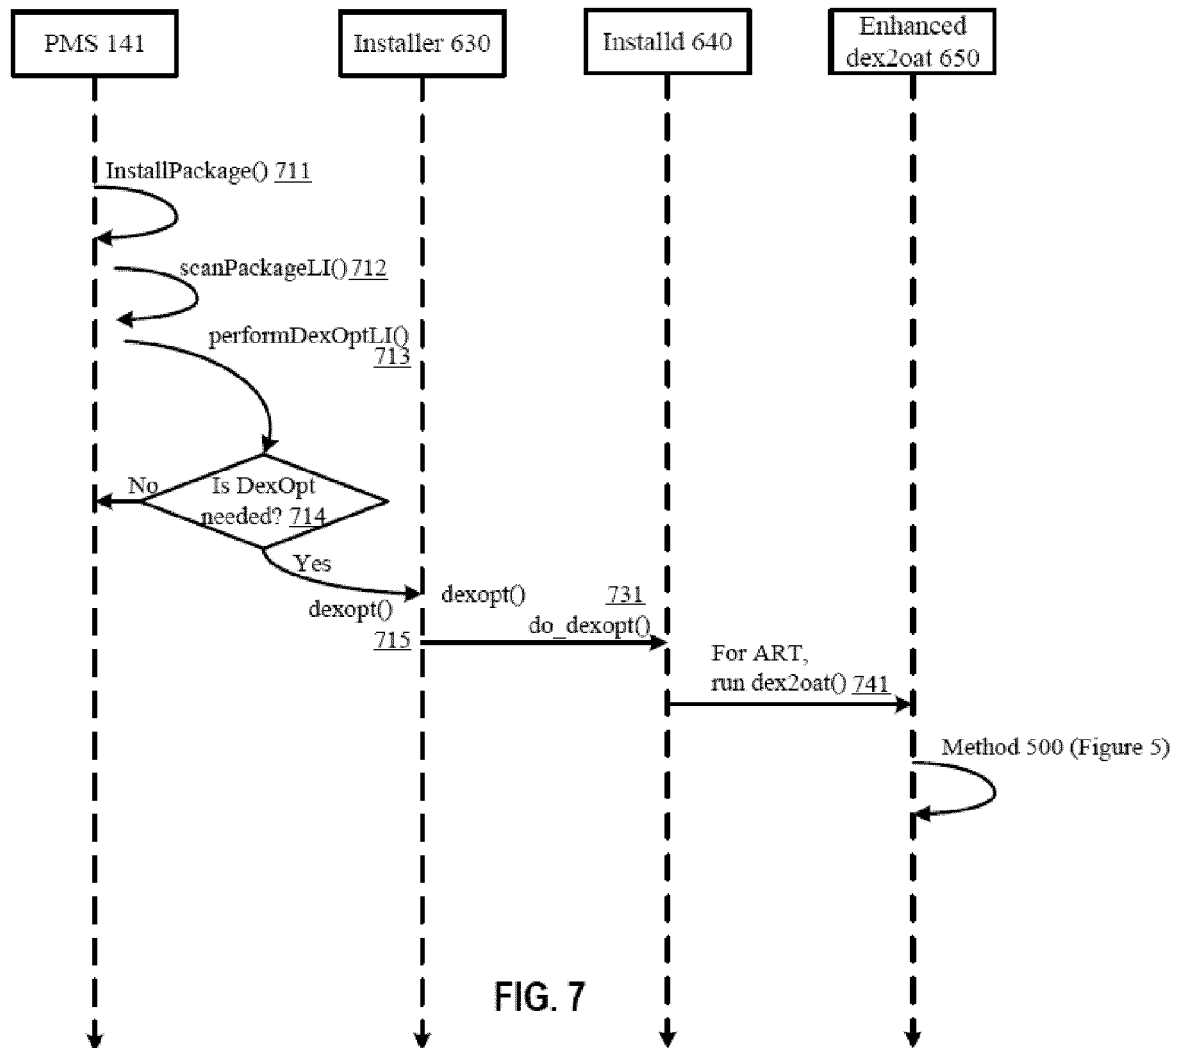 PMS 141
Installer 630
Installd 640
Enhanced
dex2oat 650
InstallPackage() 711
scanPackageLI() 712
performDexOptLI()
713
No
Is DexOpt
needed? 714
Yes
dexopt()
715
dexopt()
731
do_dexopt()
For ART,
run dex2oat() 741
Method 500 (Figure 5)
FIG. 7